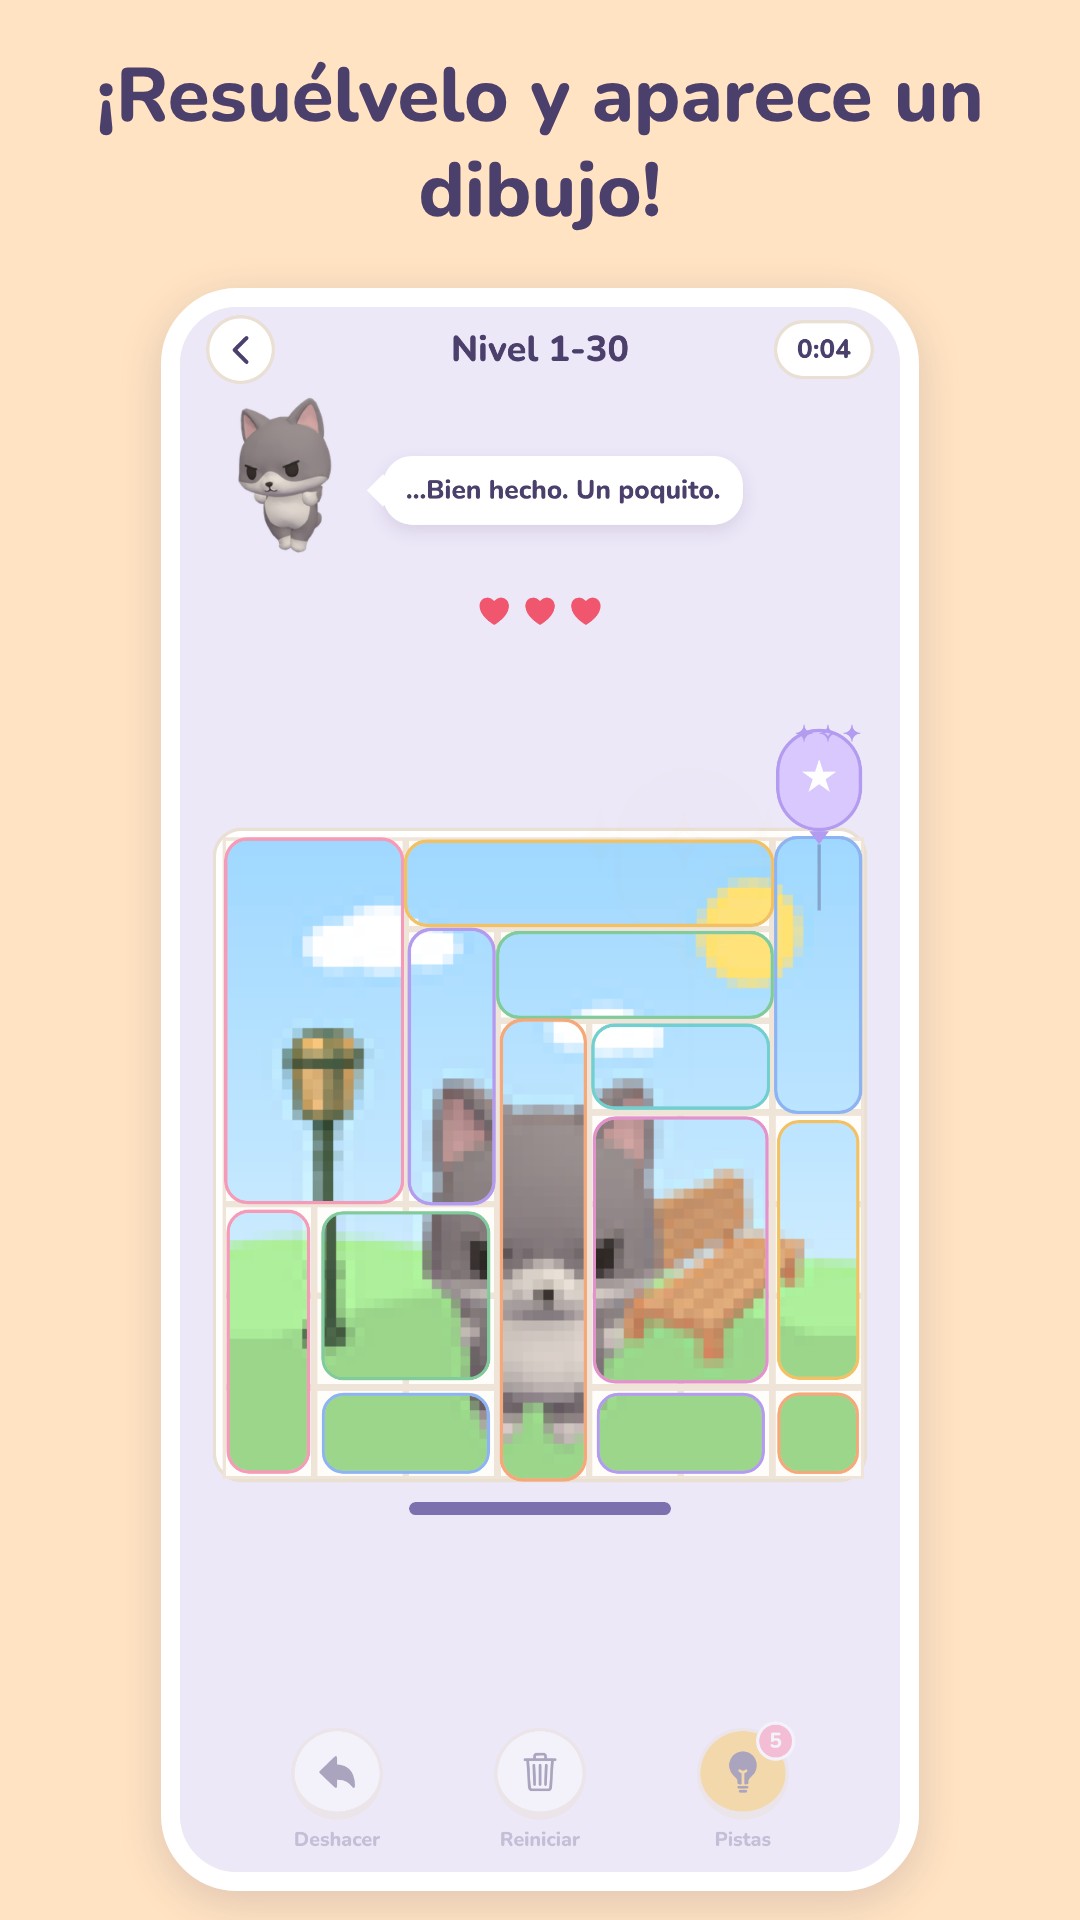 ¡Resuélvelo y aparece un
dibujo!
Nivel 1-30
0:04
...Bien hecho. Un poquito.
5
Deshacer
Reiniciar
Pistas